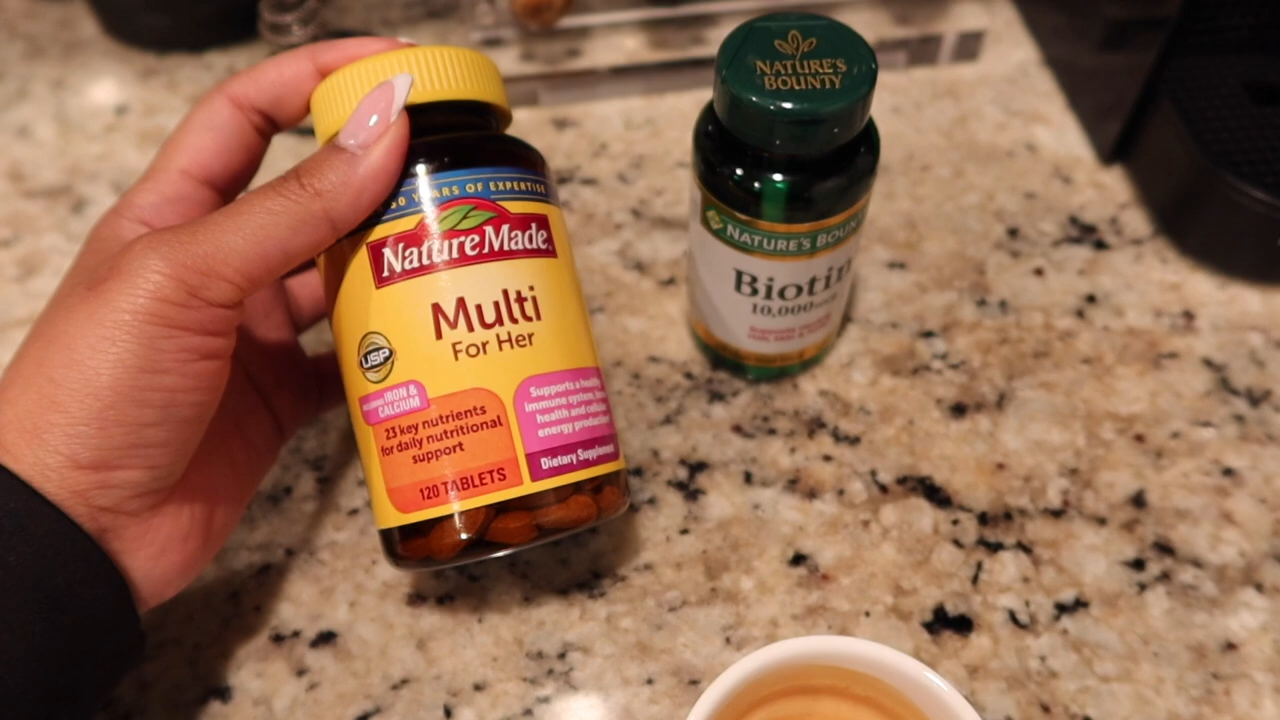 YEARS OF EXPERTISE
Nature Made
Multi
For Her
USP
IRON &
CALCIUM
23 key nutrients
for daily nutritional
support
120 TABLETS
Supports a healthy
immune system,
health and cellular
energy production
Dietary Supplement
NATURE'S
BOUNTY
NATURE'S BOUN
Biotin
10,000